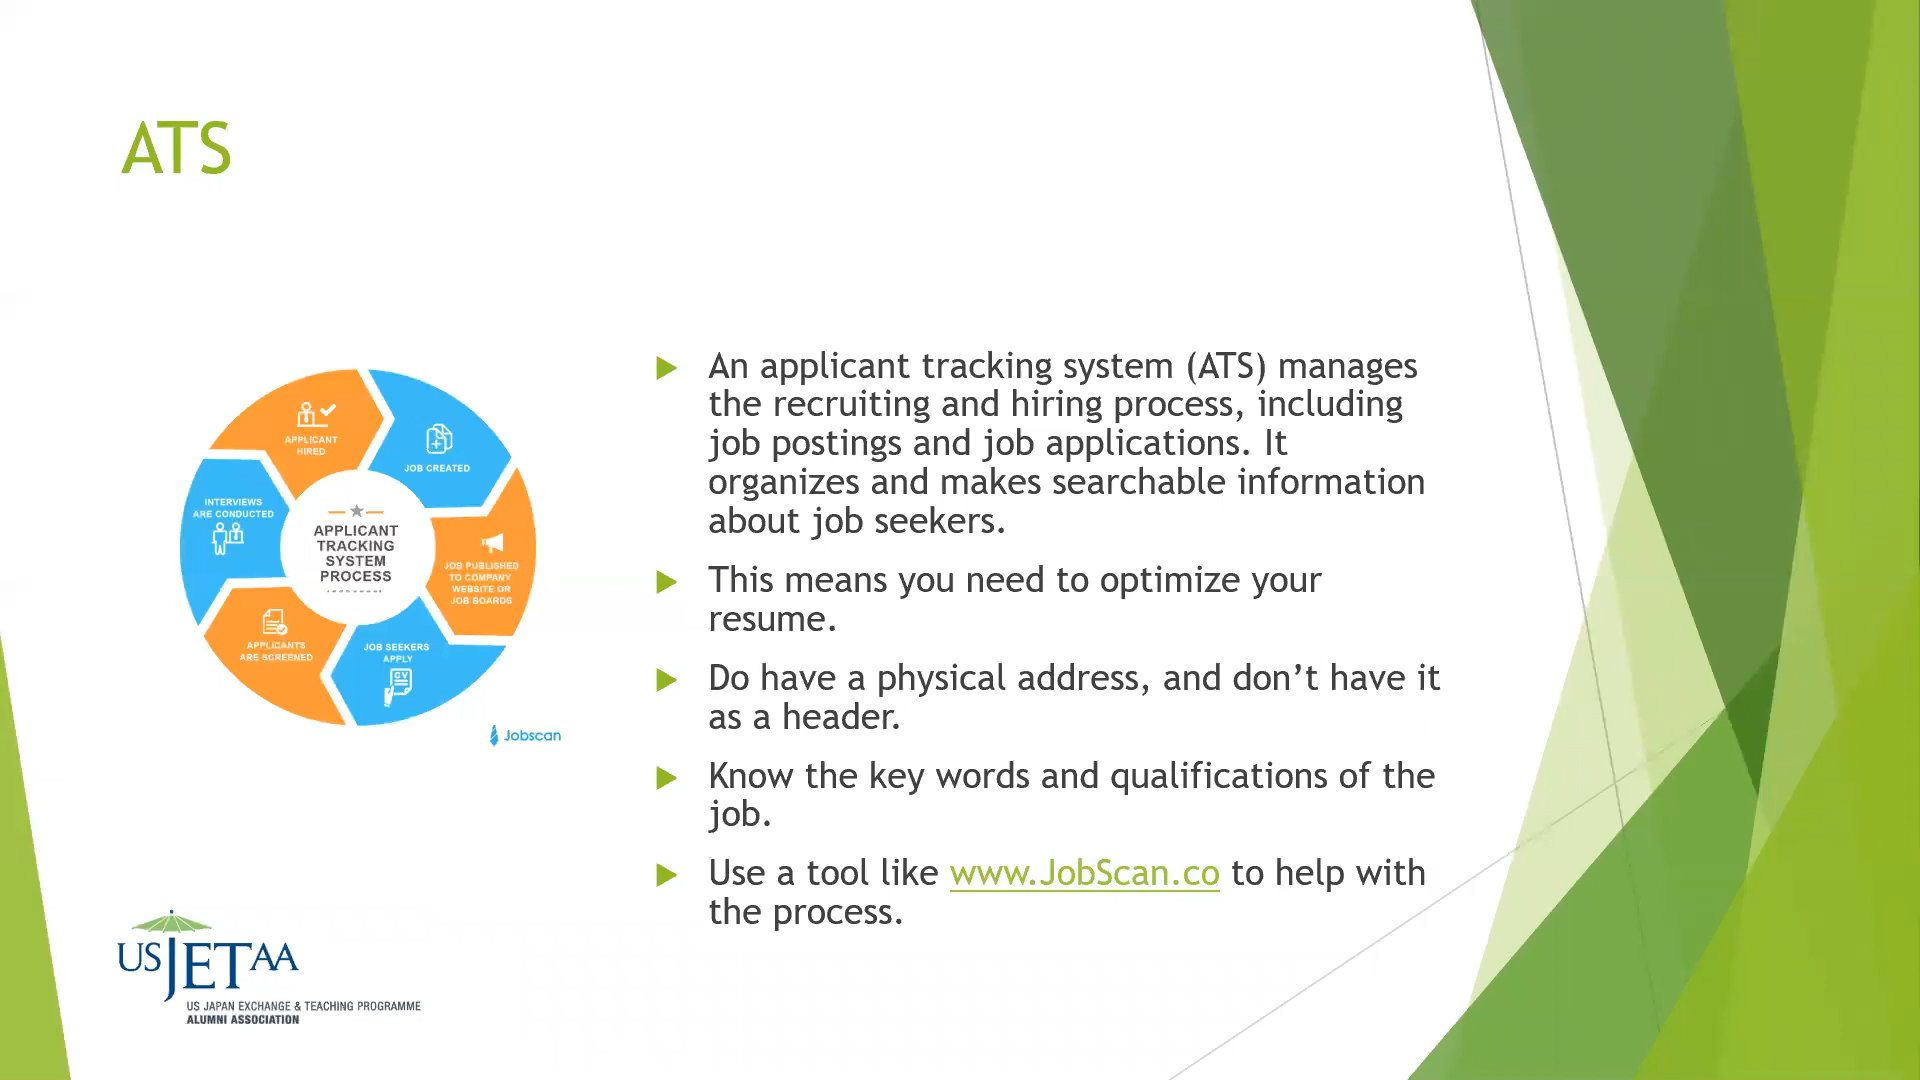 ATS
APPLICANT
HIRED
JOB CREATED
INTERVIEWS
ARE CONDUCTED
APPLICANT
TRACKING
SYSTEM
PROCESS
JOB PUBLISHED
TO COMPANY
WEBSITE OR
JOB BOARDS
APPLICANTS
ARE SCREENED
JOB SEEKERS
APPLY
CV
Jobscan
An applicant tracking system (ATS) manages
the recruiting and hiring process, including
job postings and job applications. It
organizes and makes searchable information
about job seekers.
This means you need to optimize your
resume.
Do have a physical address, and don’t have it
as a header.
Know the key words and qualifications of the
job.
Use a tool like www.JobScan.co to help with
the process.
US JETAA
US JAPAN EXCHANGE & TEACHING PROGRAMME
ALUMNI ASSOCIATION